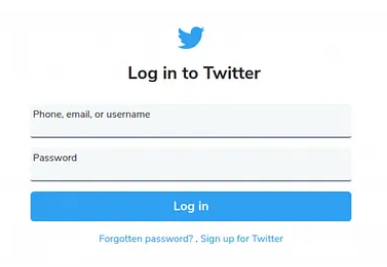 Log in to Twitter
Phone, email, or username
Password
Log in
Forgotten password? , Sign up for Twitter